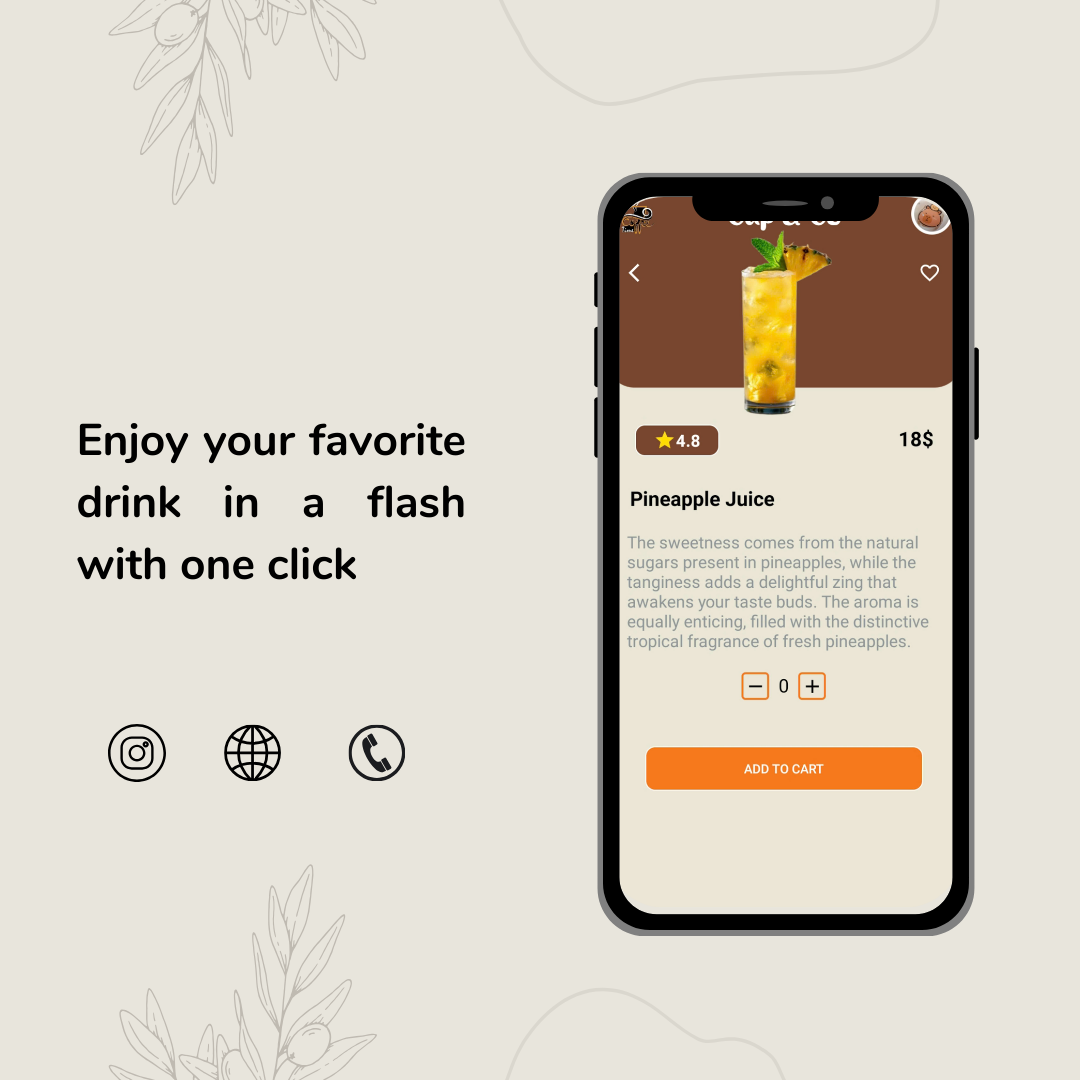 Enjoy your favorite
drink in a flash
with one click
4.8
18$
Pineapple Juice
The sweetness comes from the natural
sugars present in pineapples, while the
tanginess adds a delightful zing that
awakens your taste buds. The aroma is
equally enticing, filled with the distinctive
tropical fragrance of fresh pineapples.
0
ADD TO CART